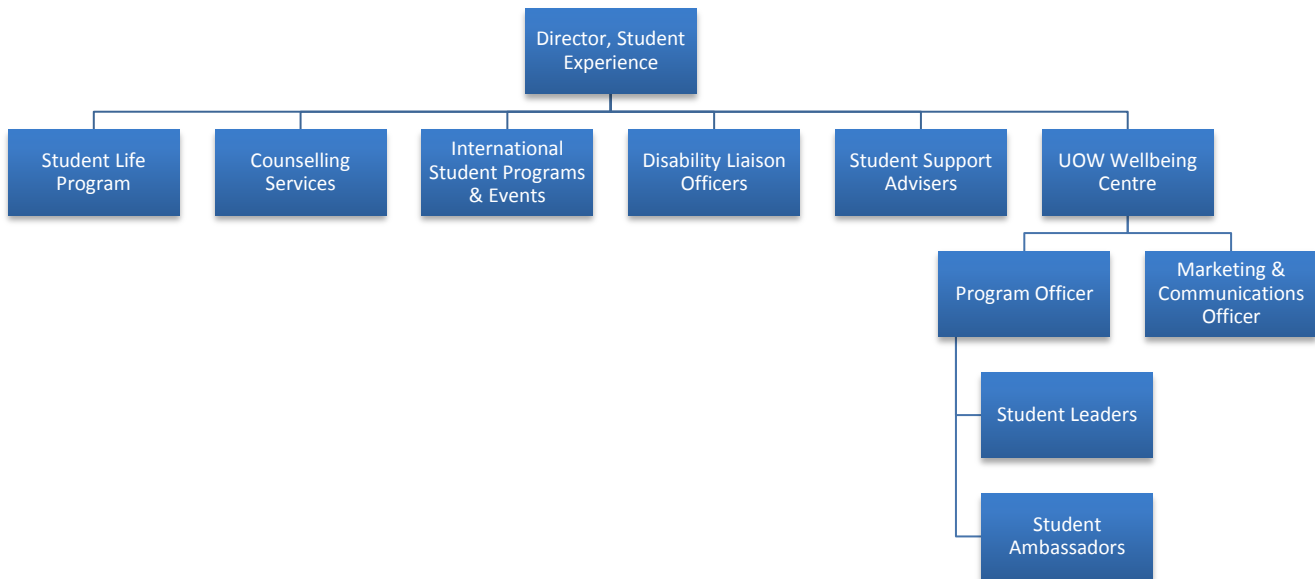 Director, Student
Experience
Student Life
Program
Counselling
Services
International
Student Programs
& Events
Disability Liaison
Officers
Student Support
Advisers
UOW Wellbeing
Centre
Program Officer
Marketing &
Communications
Officer
Student Leaders
Student
Ambassadors